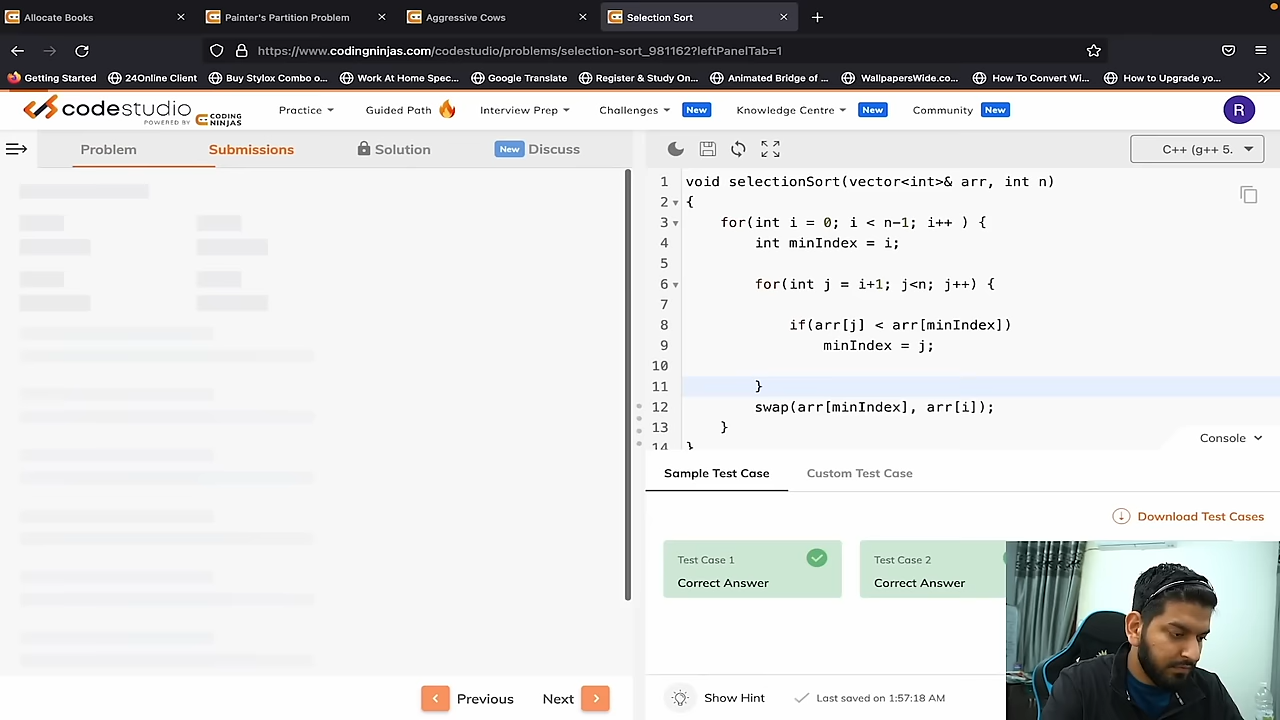 Allocate Books
Painter's Partition Problem
Aggressive Cows
Selection Sort
https://www.codingninjas.com/codestudio/problems/selection-sort_981162?leftPanelTab=1
Getting Started
24Online Client
Buy Stylox Combo o...
Work At Home Spec...
Google Translate
Register & Study On...
Animated Bridge of ...
WallpapersWide.co...
How To Convert Wi...
How to Upgrade yo...
codestudio
POWERED BY CODING NINJAS
Practice
Guided Path
Interview Prep
Challenges New
Knowledge Centre New
Community New
R
Problem
Submissions
Solution
New Discuss
C++ (g++ 5.
1 void selectionSort(vector<int>& arr, int n)
2 {
3 for(int i = 0; i < n-1; i++ ) {
4 int minIndex = i;
5
6 for(int j = i+1; j<n; j++) {
7
8 if(arr[j] < arr[minIndex])
9 minIndex = j;
10
11 }
12 swap(arr[minIndex], arr[i]);
13 }
14 }
Console
Sample Test Case
Custom Test Case
Download Test Cases
Test Case 1
Correct Answer
Test Case 2
Correct Answer
Previous
Next
Show Hint
Last saved on 1:57:18 AM